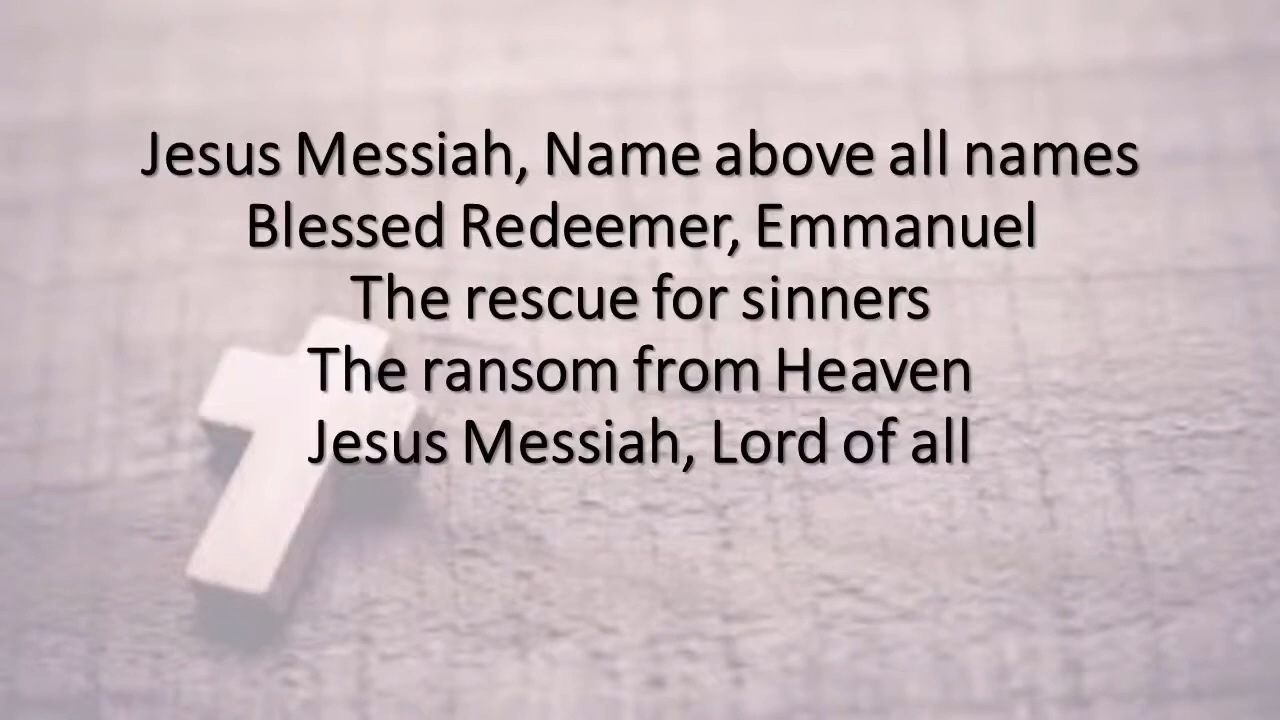 Jesus Messiah, Name above all names
Blessed Redeemer, Emmanuel
The rescue for sinners
The ransom from Heaven
Jesus Messiah, Lord of all